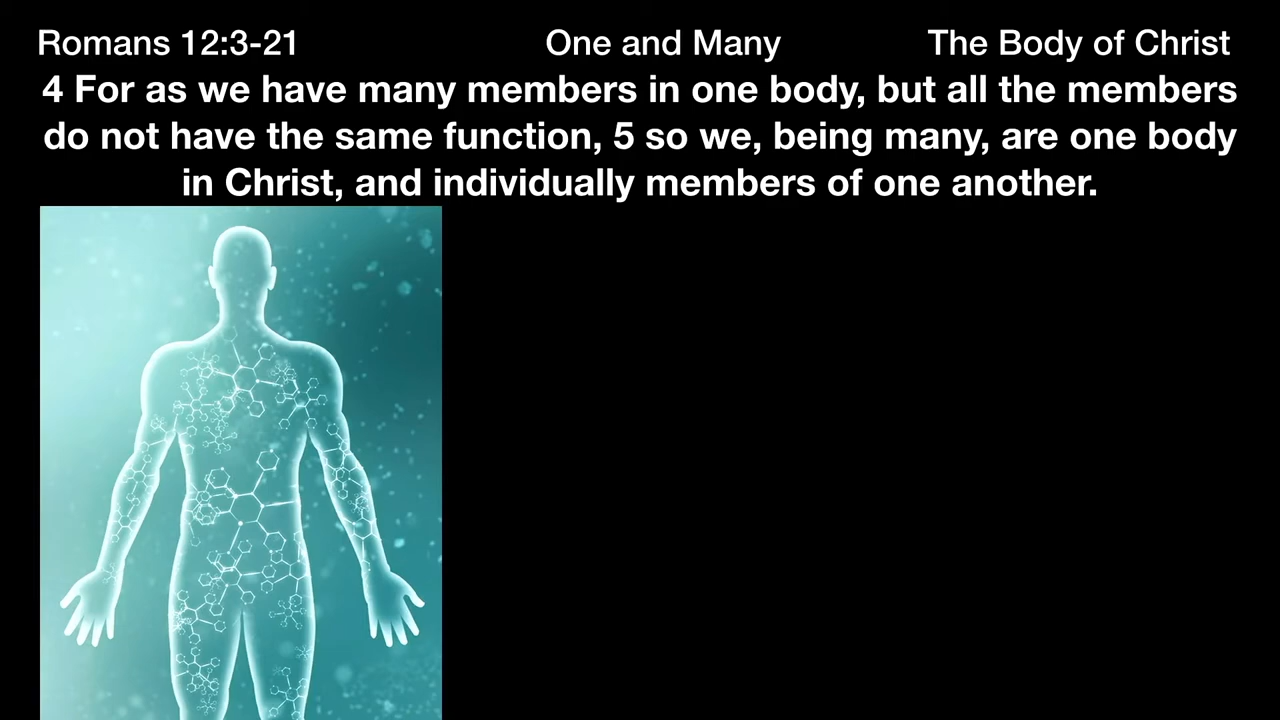 Romans 12:3-21 One and Many The Body of Christ
4 For as we have many members in one body, but all the members
do not have the same function, 5 so we, being many, are one body
in Christ, and individually members of one another.